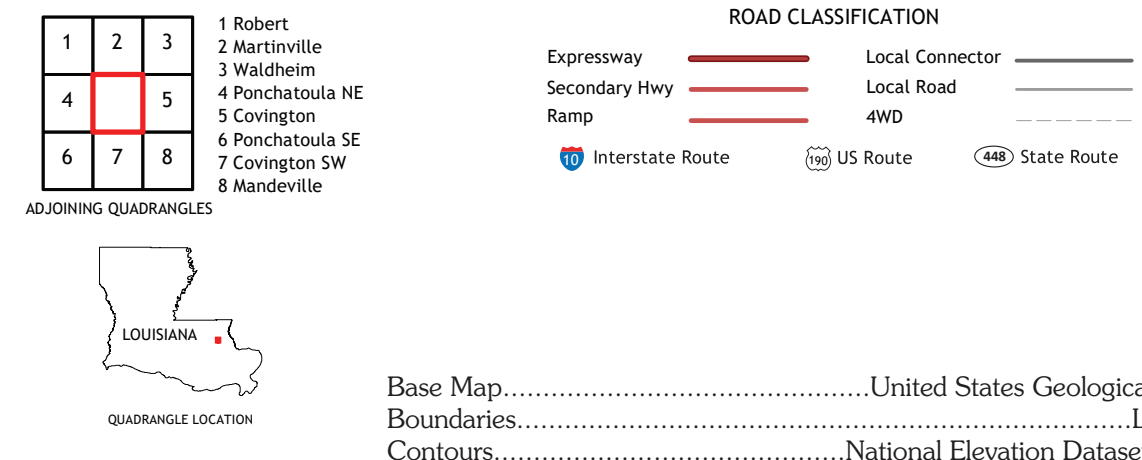 1 2 3
4 5
6 7 8
1 Robert
2 Martinville
3 Waldheim
4 Ponchatoula NE
5 Covington
6 Ponchatoula SE
7 Covington SW
8 Mandeville
ADJOINING QUADRANGLES
LOUISIANA
QUADRANGLE LOCATION
ROAD CLASSIFICATION
Expressway
Secondary Hwy
Ramp
Local Connector
Local Road
4WD
10 Interstate Route
190 US Route
448 State Route
Base Map................................................United States Geologica
Boundaries.........................................................................................L
Contours..............................................National Elevation Datase